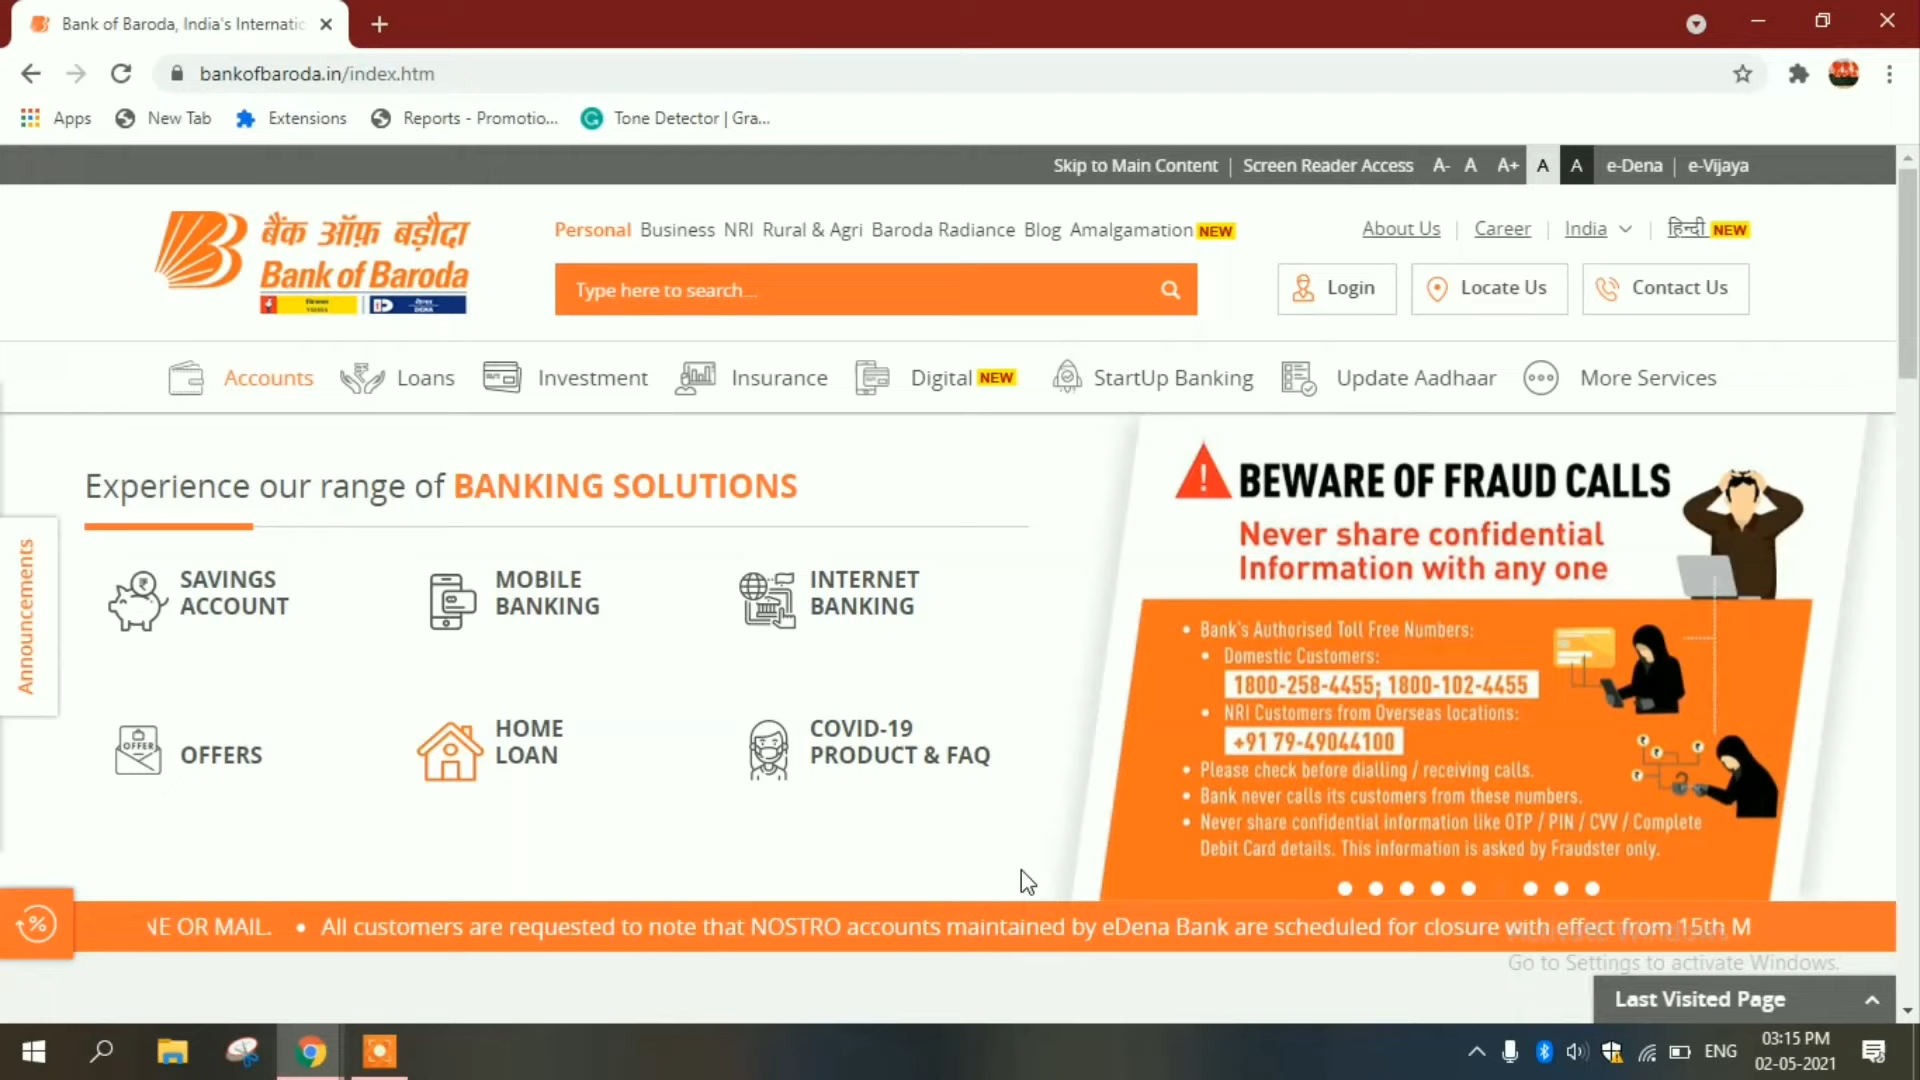 Bank of Baroda, India's Internatio
bankofbaroda.in/index.htm
Apps New Tab Extensions Reports - Promotio... Tone Detector | Gra...
Skip to Main Content | Screen Reader Access A- A A+ A A e-Dena | e-Vijaya
बैंक ऑफ़ बड़ौदा
Bank of Baroda
Personal Business NRI Rural & Agri Baroda Radiance Blog Amalgamation NEW
About Us | Career | India | हिन्दी NEW
Type here to search...
Login Locate Us Contact Us
Accounts Loans Investment Insurance Digital NEW StartUp Banking Update Aadhaar More Services
Experience our range of BANKING SOLUTIONS
SAVINGS
ACCOUNT
MOBILE
BANKING
INTERNET
BANKING
OFFER
OFFERS
HOME
LOAN
COVID-19
PRODUCT & FAQ
Announcements
BEWARE OF FRAUD CALLS
Never share confidential
Information with any one
• Bank's Authorised Toll Free Numbers:
• Domestic Customers:
1800-258-4455; 1800-102-4455
• NRI Customers from Overseas locations:
+91 79-49044100
• Please check before dialling / receiving calls.
• Bank never calls its customers from these numbers.
• Never share confidential information like OTP / PIN / CVV / Complete
Debit Card details. This information is asked by Fraudster only.
NE OR MAIL. • All customers are requested to note that NOSTRO accounts maintained by eDena Bank are scheduled for closure with effect from 15th M
Activate Windows
Go to Settings to activate Windows.
Last Visited Page
ENG
03:15 PM
02-05-2021